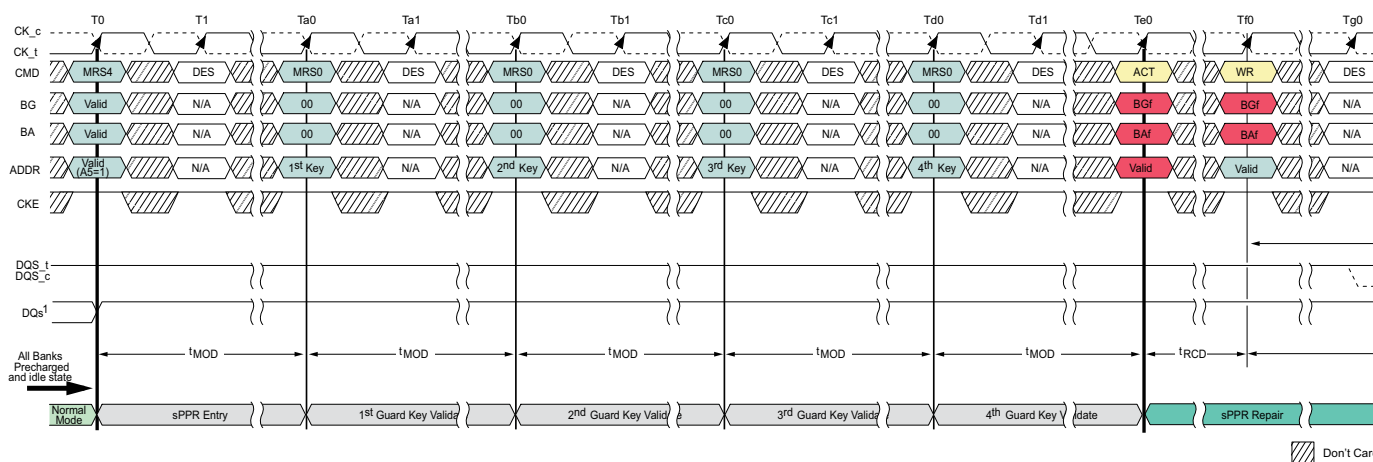 T0 T1 Ta0 Ta1 Tb0 Tb1 Tc0 Tc1 Td0 Td1 Te0 Tf0 Tg0
CK_c
CK_t
CMD MRS4 DES MRS0 DES MRS0 DES MRS0 DES MRS0 DES ACT WR DES
BG Valid N/A 00 N/A 00 N/A 00 N/A 00 N/A BGf BGf N/A
BA Valid N/A 00 N/A 00 N/A 00 N/A 00 N/A BAf BAf N/A
ADDR Valid (A5=1) N/A 1st Key N/A 2nd Key N/A 3rd Key N/A 4th Key N/A Valid Valid N/A
CKE
DQS_t
DQS_c
DQs1
tMOD tMOD tMOD tMOD tMOD tRCD
All Banks
Precharged
and idle state
Normal Mode sPPR Entry 1st Guard Key Valida 2nd Guard Key Valid e 3rd Guard Key Valida 4th Guard Key V date sPPR Repair
Don't Car